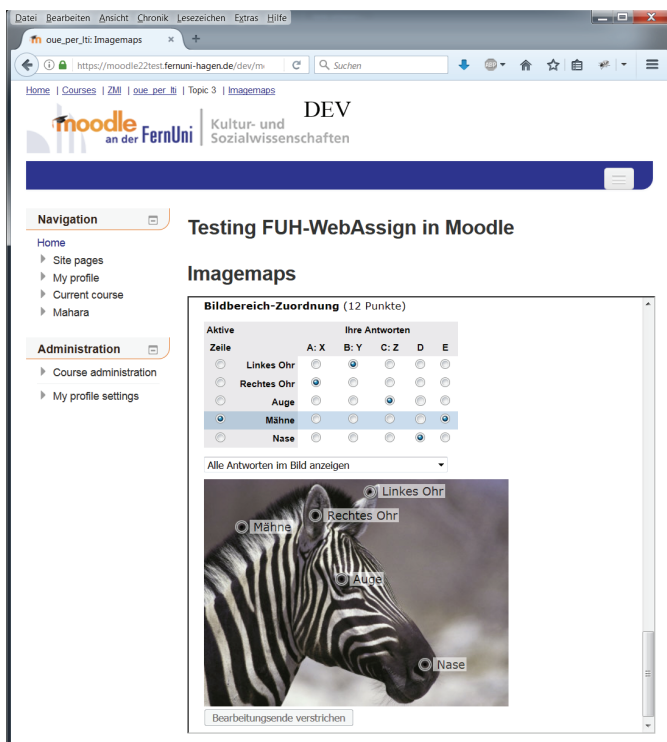 Datei Bearbeiten Ansicht Chronik Lesezeichen Extras Hilfe
oue_per_lti: Imagemaps × +
https://moodle22test.fernuni-hagen.de/dev/m Suchen
Home | Courses | ZMI | oue_per_lti | Topic 3 | Imagemaps
DEV
moodle
an der FernUni
Kultur- und
Sozialwissenschaften
Navigation
Home
Site pages
My profile
Current course
Mahara
Administration
Course administration
My profile settings
Testing FUH-WebAssign in Moodle
Imagemaps
Bildbereich-Zuordnung (12 Punkte)
Aktive Ihre Antworten
Zeile A: X B: Y C: Z D E
Linkes Ohr
Rechtes Ohr
Auge
Mähne
Nase
Alle Antworten im Bild anzeigen
Linkes Ohr
Rechtes Ohr
Mähne
Auge
Nase
Bearbeitungsende verstrichen